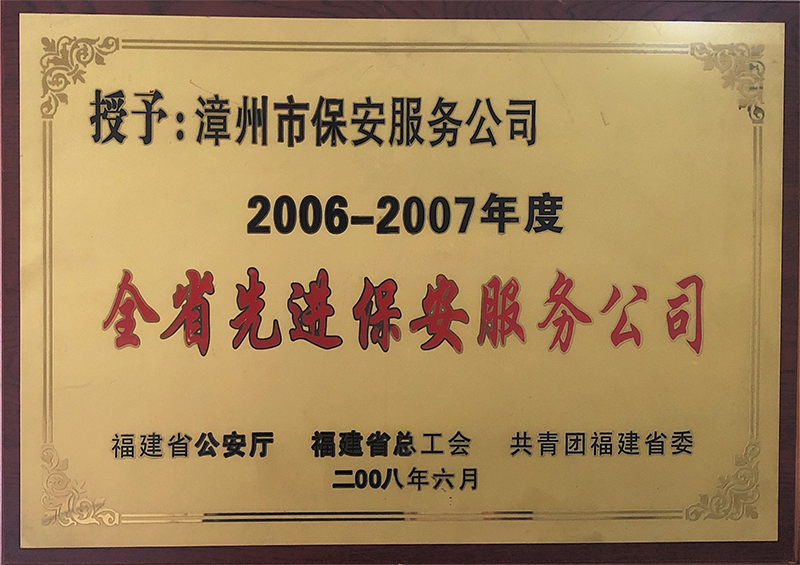 授予:漳州市保安服务公司
2006-2007年度
全省先进保安服务公司
福建省公安厅 福建省总工会 共青团福建省委
二00八年六月